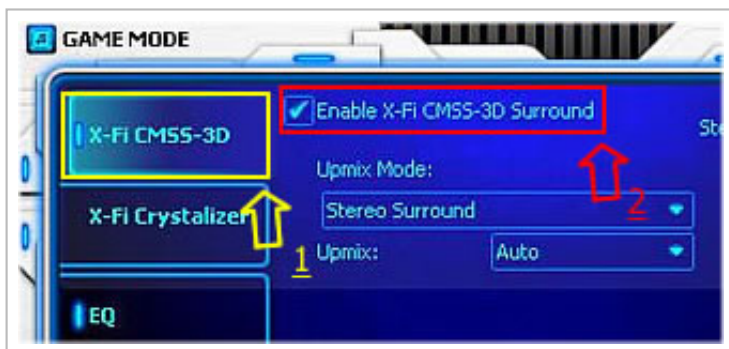 GAME MODE
X-Fi CMSS-3D
Enable X-Fi CMSS-3D Surround
Upmix Mode:
X-Fi Crystalizer
Stereo Surround
2
1
Upmix:
Auto
EQ